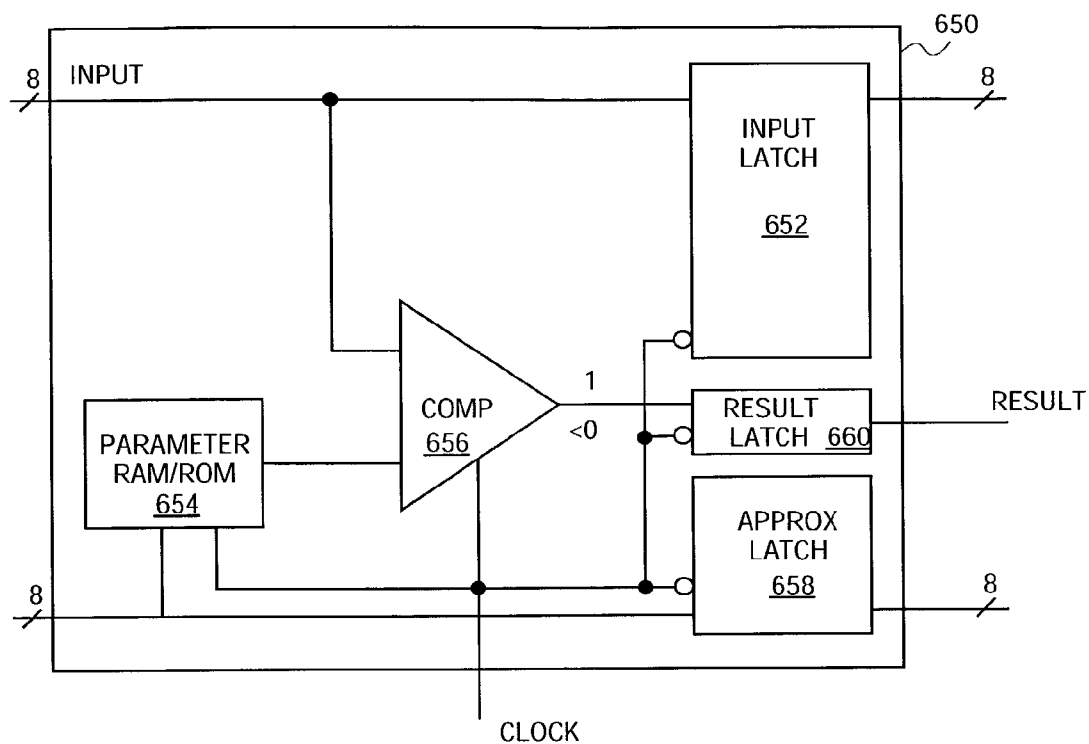 650
8 INPUT 8
INPUT
LATCH
652
1
COMP
<0
656
RESULT
LATCH 660
RESULT
PARAMETER
RAM/ROM
654
APPROX
LATCH
658
8
8
CLOCK